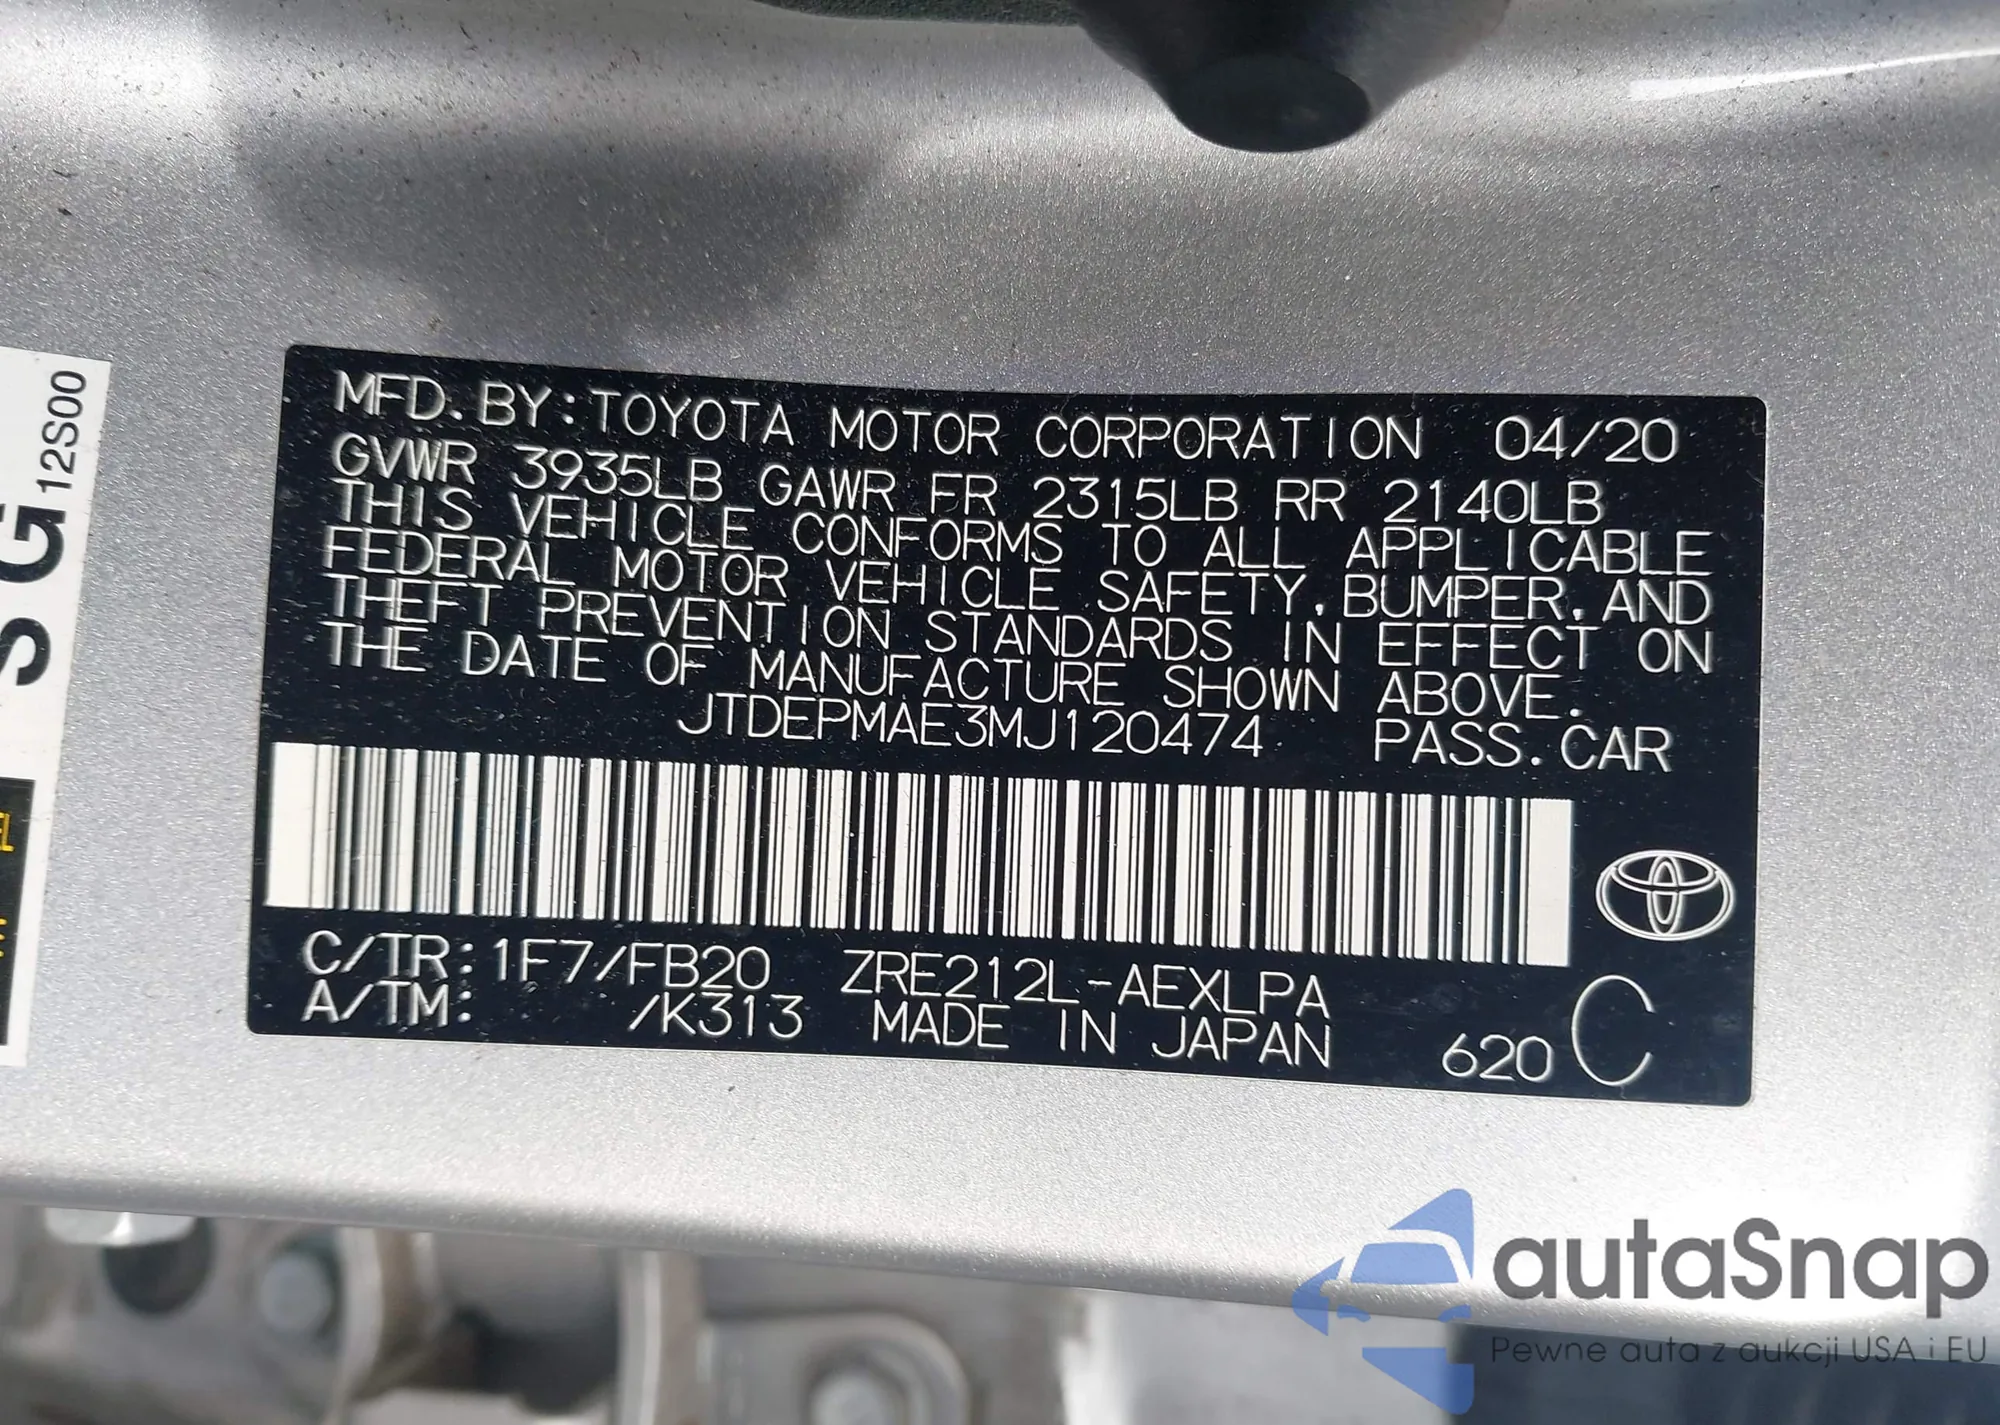 MFD. BY: TOYOTA MOTOR CORPORATION 04/20
GVWR 3935LB GAWR FR 2315LB RR 2140LB
THIS VEHICLE CONFORMS TO ALL APPLICABLE
FEDERAL MOTOR VEHICLE SAFETY, BUMPER, AND
THEFT PREVENTION STANDARDS IN EFFECT ON
THE DATE OF MANUFACTURE SHOWN ABOVE.
JTDEPMAE3MJ120474 PASS. CAR
C/TR: 1F7/FB20 ZRE212L-AEXLPA
A/TM: /K313 MADE IN JAPAN 620 C
SG 12S00
autaSnap
Pewne auta z aukcji USA i EU